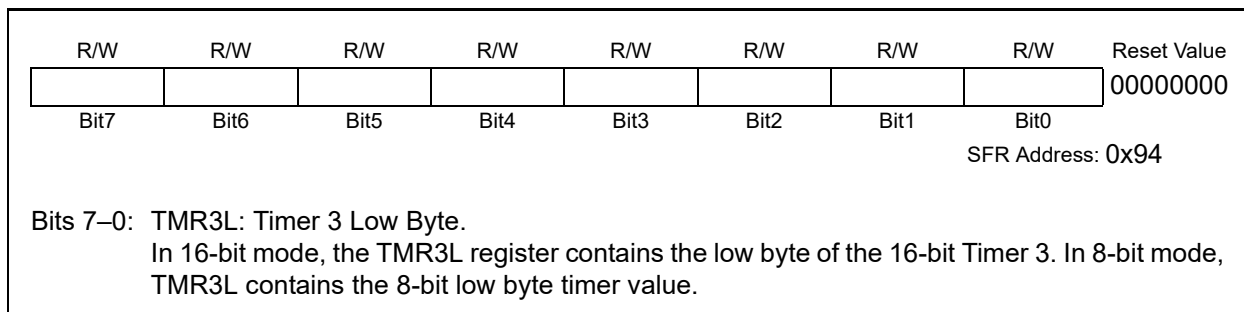 R/W R/W R/W R/W R/W R/W R/W R/W Reset Value
00000000
Bit7 Bit6 Bit5 Bit4 Bit3 Bit2 Bit1 Bit0
SFR Address: 0x94
Bits 7–0: TMR3L: Timer 3 Low Byte.
In 16-bit mode, the TMR3L register contains the low byte of the 16-bit Timer 3. In 8-bit mode,
TMR3L contains the 8-bit low byte timer value.